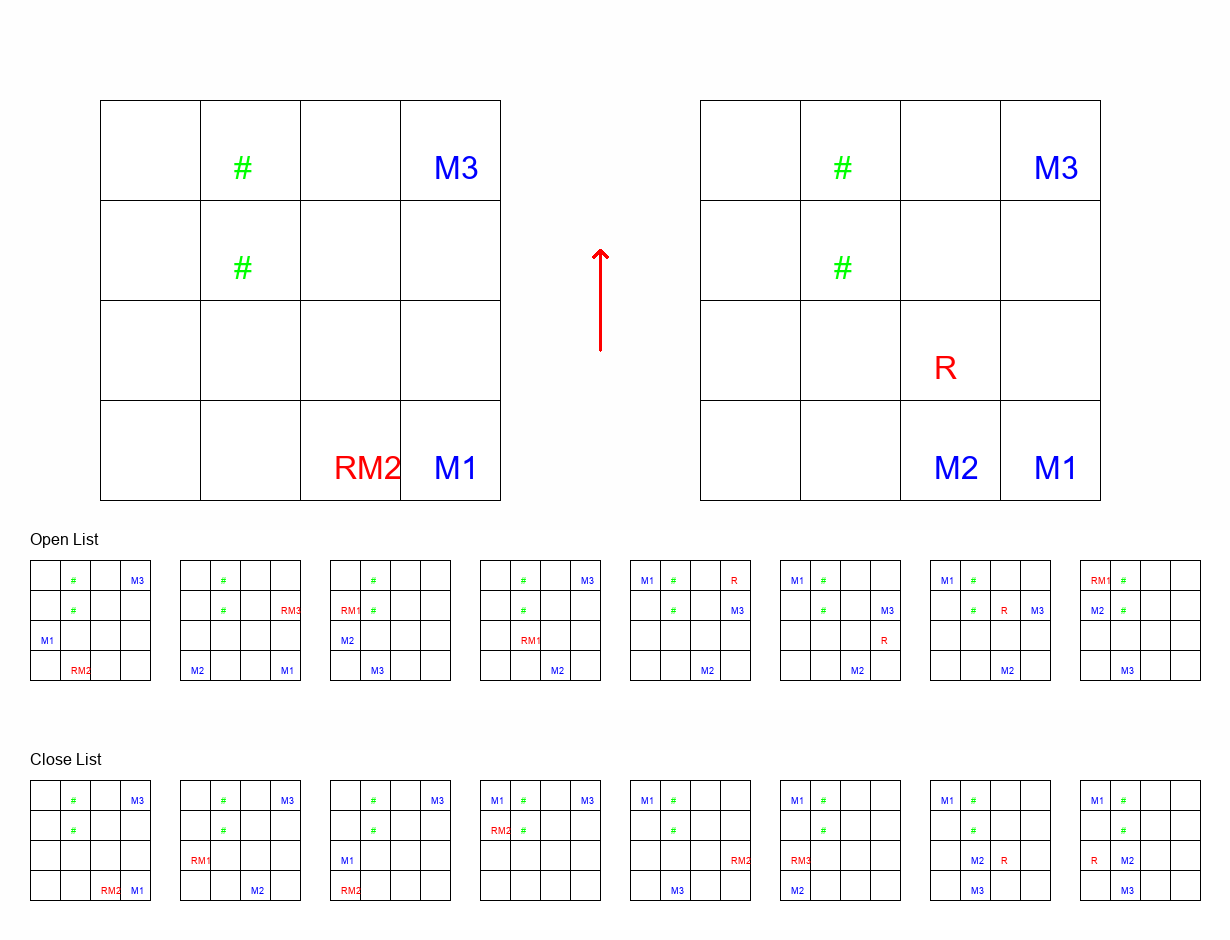 # M3 # M3
# #
R
RM2 M1 M2 M1
Open List
# M3 # # # M3 M1 # R M1 # M1 # RM1 #
# # RM3 RM1 # # # M3 # M3 # R M3 M2 #
M1 M2 RM1 R
RM2 M2 M1 M3 M2 M2 M2 M2 M3
Close List
# M3 # M3 # M3 M1 # M3 M1 # M1 # M1 # M1 #
# # # RM2 # # # # #
RM1 M1 RM2 RM3 M2 R R M2
RM2 M1 M2 RM2 M3 M2 M3 M3